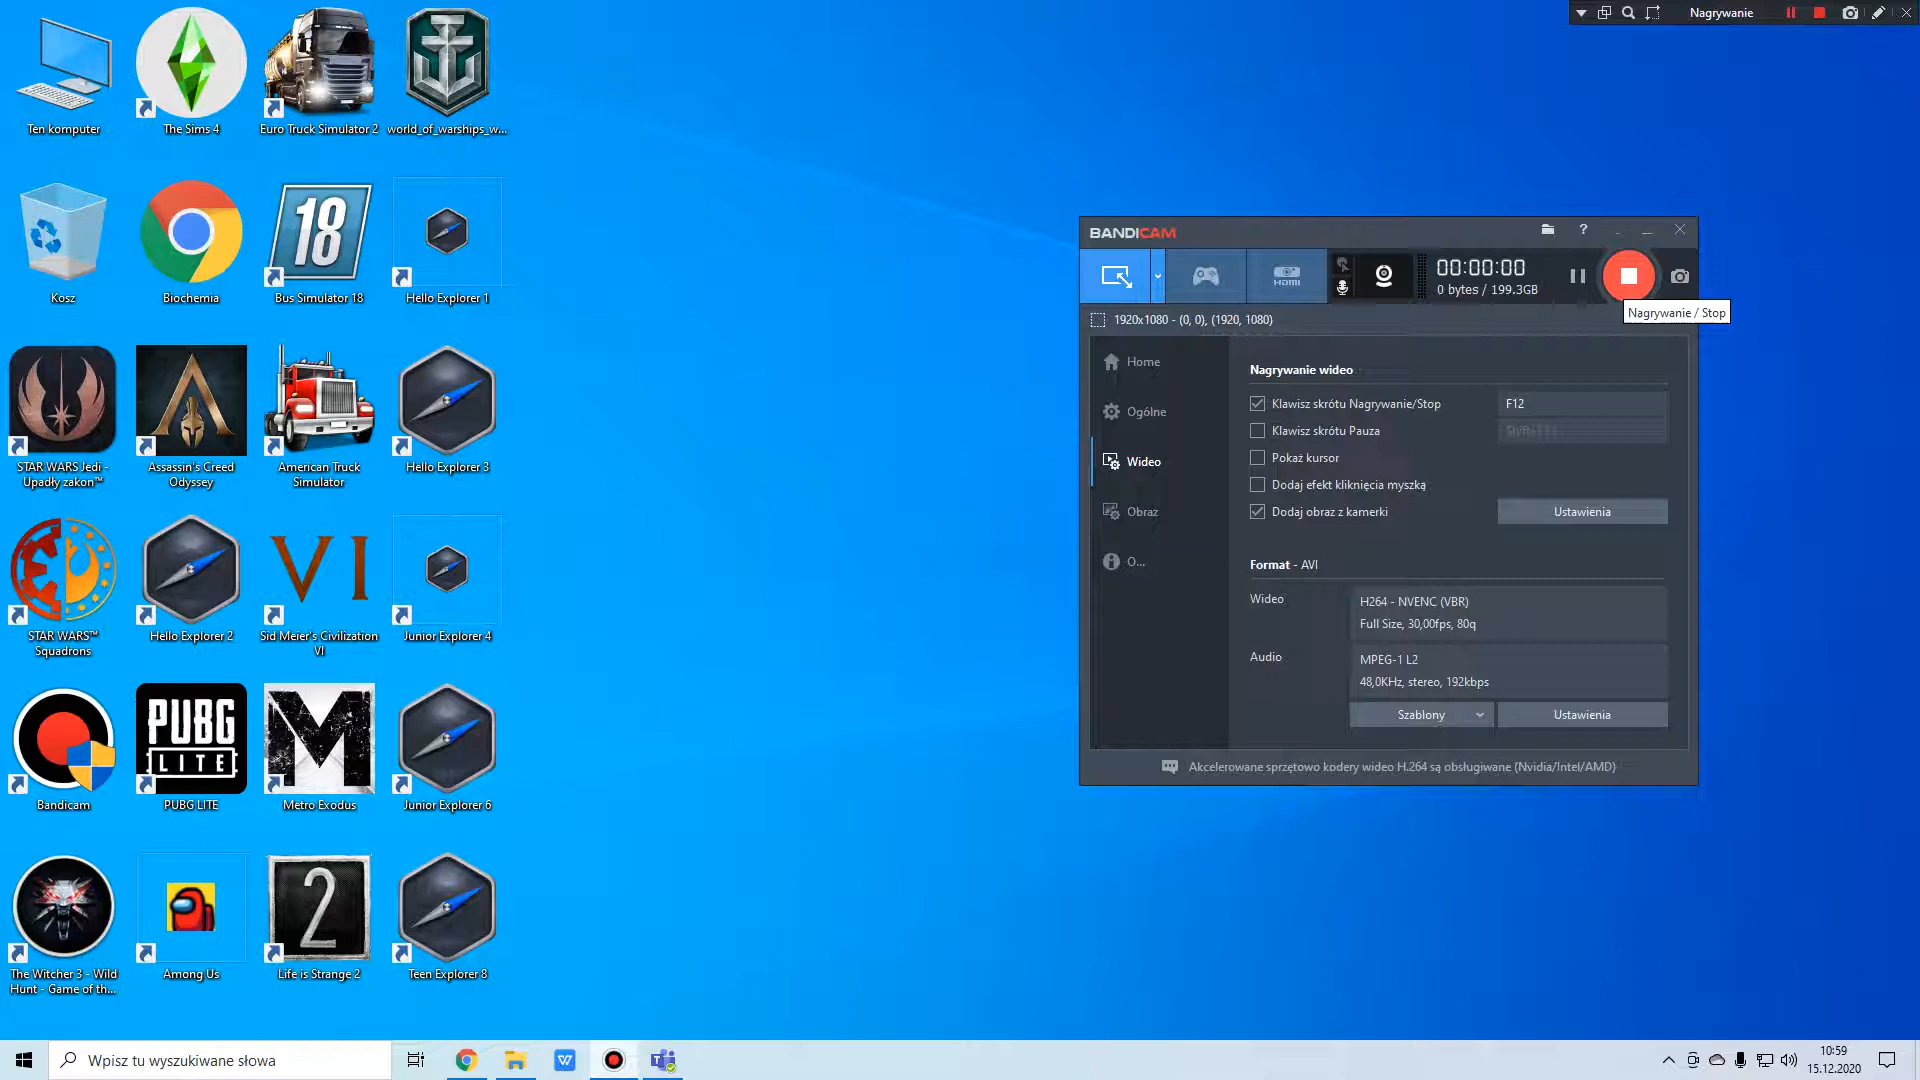 Nagrywanie
Ten komputer
The Sims 4
Euro Truck Simulator 2
world_of_warships_w...
18
Kosz
Biochemia
Bus Simulator 18
Hello Explorer 1
STAR WARS Jedi -
Upadły zakon™
Assassin's Creed
Odyssey
American Truck
Simulator
Hello Explorer 3
VI
STAR WARS™
Squadrons
Hello Explorer 2
Sid Meier's Civilization
VI
Junior Explorer 4
PUBG
LITE
M
Bandicam
PUBG LITE
Metro Exodus
Junior Explorer 6
2
The Witcher 3 - Wild
Hunt - Game of th...
Among Us
Life is Strange 2
Teen Explorer 8
BANDICAM
?
HDMI
00:00:00
0 bytes / 199.3GB
Nagrywanie / Stop
1920x1080 - (0, 0), (1920, 1080)
Home
Ogólne
Wideo
Obraz
O...
Nagrywanie wideo
Klawisz skrótu Nagrywanie/Stop
F12
Klawisz skrótu Pauza
Pokaż kursor
Dodaj efekt kliknięcia myszką
Dodaj obraz z kamerki
Ustawienia
Format - AVI
Wideo
H264 - NVENC (VBR)
Full Size, 30,00fps, 80q
Audio
MPEG-1 L2
48,0KHz, stereo, 192kbps
Szablony
Ustawienia
Akcelerowane sprzętowo kodery wideo H.264 są obsługiwane (Nvidia/Intel/AMD)
Wpisz tu wyszukiwane słowa
10:59
15.12.2020